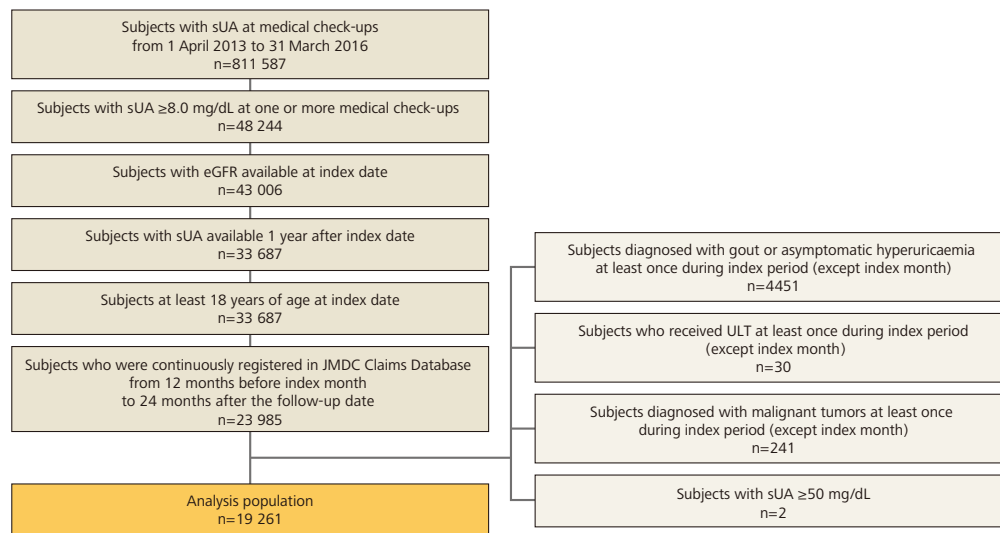 Subjects with sUA at medical check-ups
from 1 April 2013 to 31 March 2016
n=811 587
Subjects with sUA ≥8.0 mg/dL at one or more medical check-ups
n=48 244
Subjects with eGFR available at index date
n=43 006
Subjects with sUA available 1 year after index date
n=33 687
Subjects at least 18 years of age at index date
n=33 687
Subjects who were continuously registered in JMDC Claims Database
from 12 months before index month
to 24 months after the follow-up date
n=23 985
Subjects diagnosed with gout or asymptomatic hyperuricaemia
at least once during index period (except index month)
n=4451
Subjects who received ULT at least once during index period
(except index month)
n=30
Subjects diagnosed with malignant tumors at least once
during index period (except index month)
n=241
Subjects with sUA ≥50 mg/dL
n=2
Analysis population
n=19 261